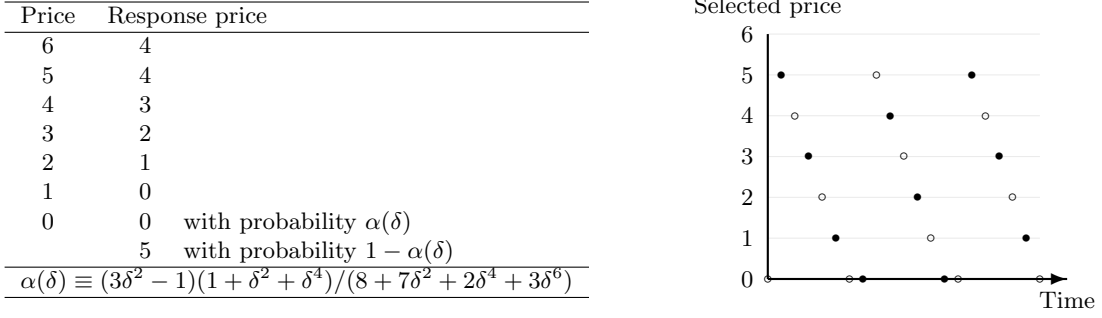 Price Response price
6 4
5 4
4 3
3 2
2 1
1 0
0 0 with probability α(δ)
5 with probability 1 − α(δ)
α(δ) ≡ (3δ² − 1)(1 + δ² + δ⁴)/(8 + 7δ² + 2δ⁴ + 3δ⁶)
Selected price
6
5
4
3
2
1
0
Time